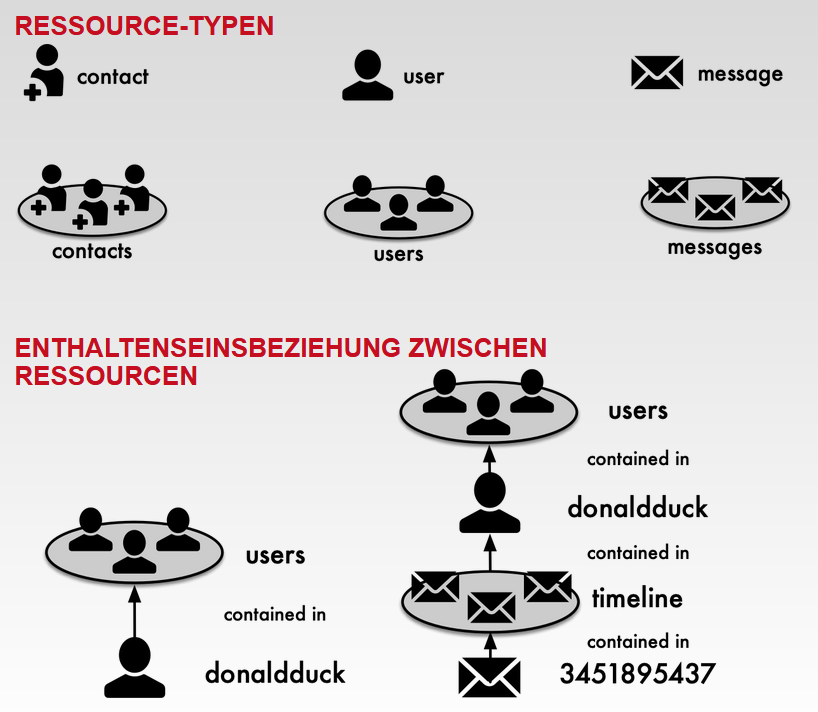 RESSOURCE-TYPEN
contact
user
message
contacts
users
messages
ENTHALTENSEINSBEZIEHUNG ZWISCHEN
RESSOURCEN
users
contained in
donaldduck
users
contained in
donaldduck
contained in
timeline
contained in
3451895437